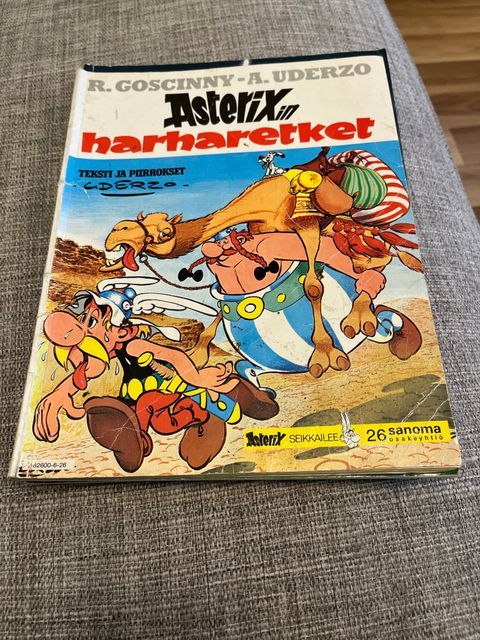 R. GOSCINNY - A. UDERZO
Asterixin
harharetket
TEKSTI JA PIIRROKSET
- UDERZO -
Asterix SEIKKAILEE 26 sanoma
osakeyhtiö